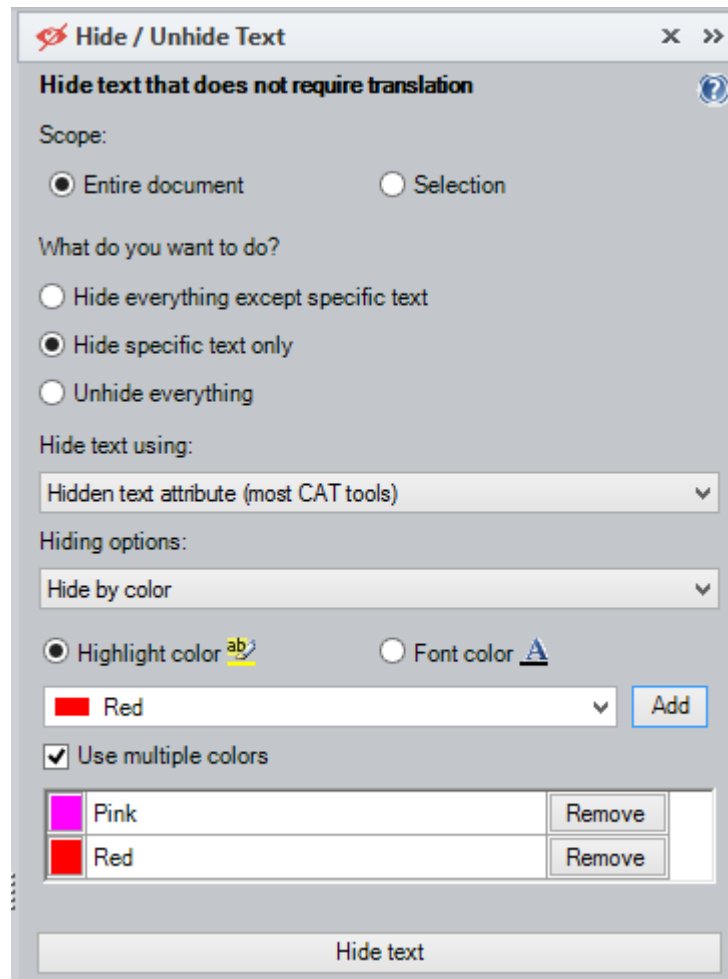 Hide / Unhide Text
Hide text that does not require translation
Scope:
Entire document Selection
What do you want to do?
Hide everything except specific text
Hide specific text only
Unhide everything
Hide text using:
Hidden text attribute (most CAT tools)
Hiding options:
Hide by color
Highlight color ab Font color A
Red Add
Use multiple colors
Pink Remove
Red Remove
Hide text